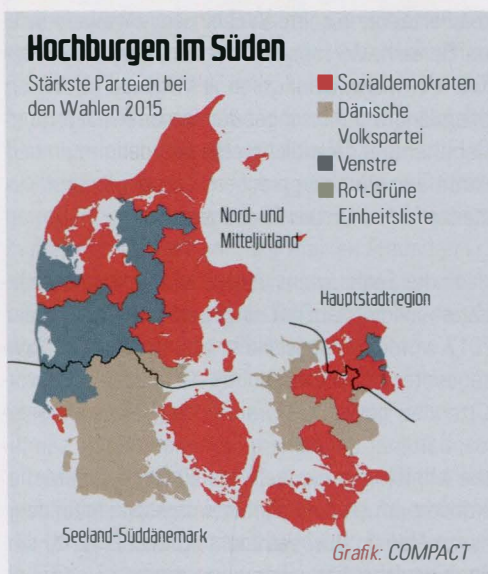 Hochburgen im Süden
Stärkste Parteien bei
den Wahlen 2015
Sozialdemokraten
Dänische
Volkspartei
Venstre
Rot-Grüne
Einheitsliste
Nord- und
Mitteljütland
Hauptstadtregion
Seeland-Süddänemark
Grafik: COMPACT